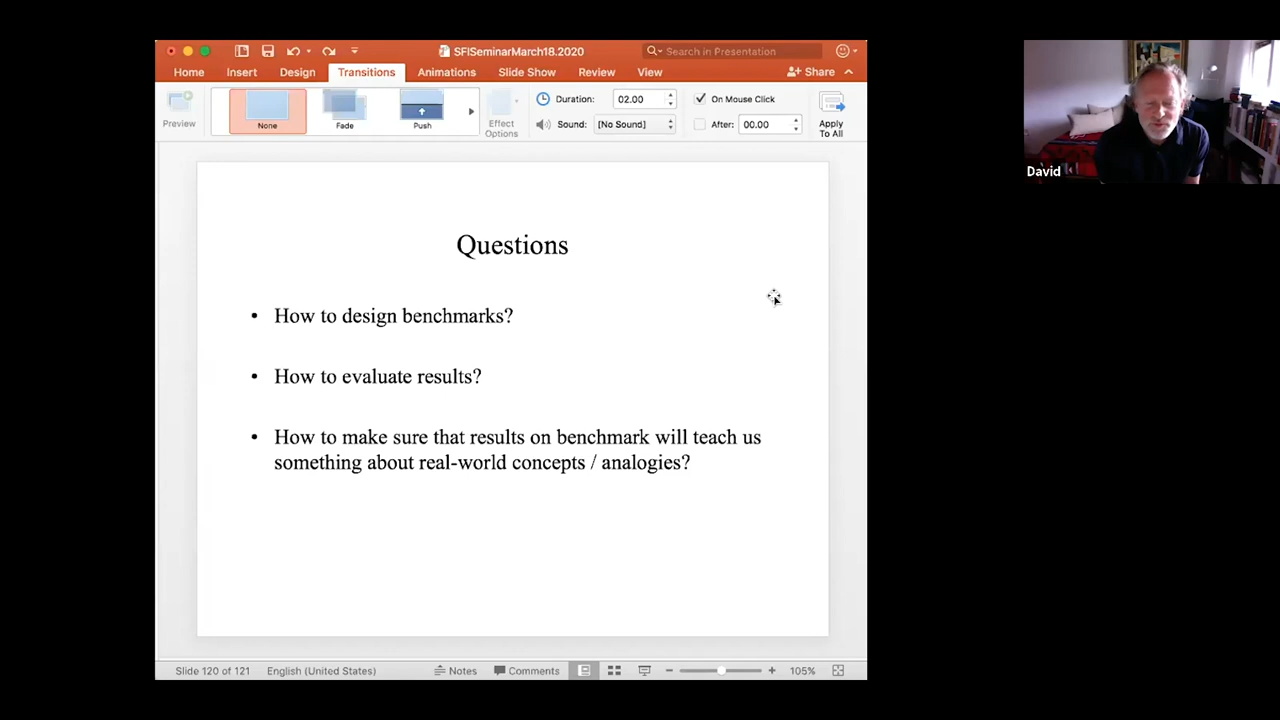 SFISeminarMarch18.2020
Search in Presentation
Home Insert Design Transitions Animations Slide Show Review View Share
Preview
None Fade Push
Effect Options
Duration: 02.00
Sound: [No Sound]
On Mouse Click
After: 00.00
Apply To All
Questions
• How to design benchmarks?
• How to evaluate results?
• How to make sure that results on benchmark will teach us
something about real-world concepts / analogies?
Slide 120 of 121 English (United States) Notes Comments 105%
David